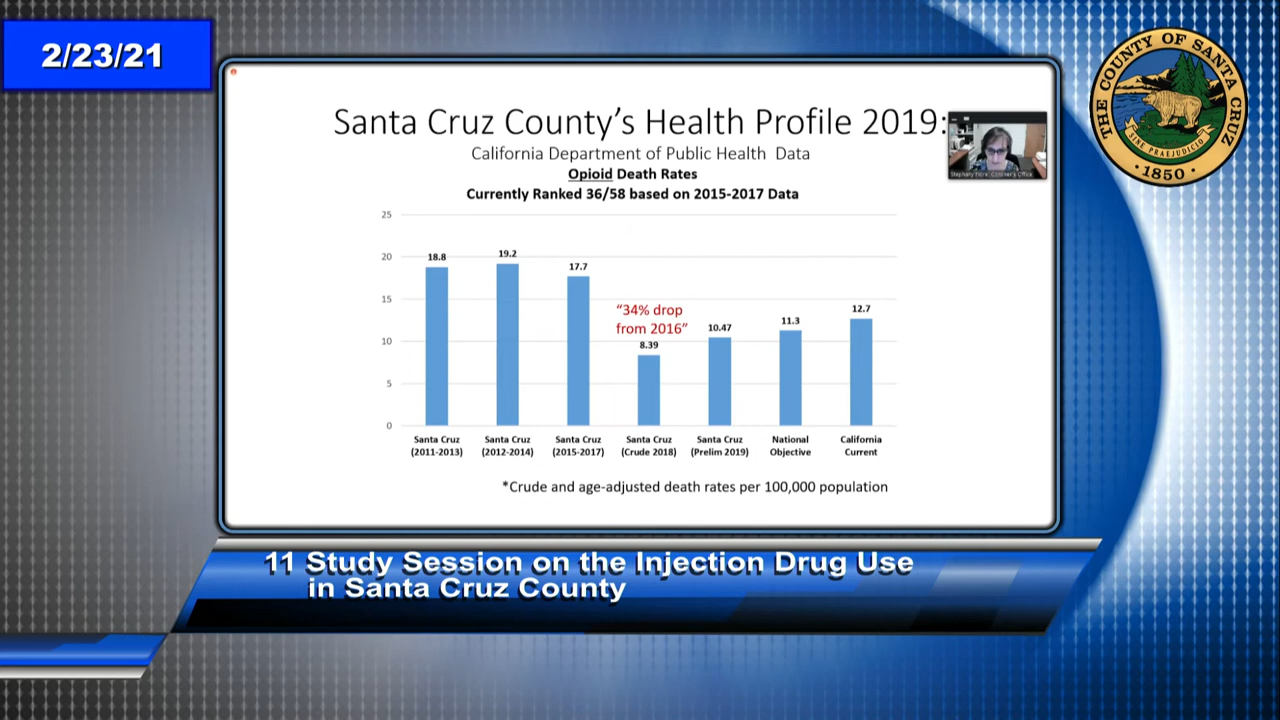 2/23/21
THE COUNTY OF SANTA CRUZ
SINE PRAEJUDICIO
· 1850 ·
Santa Cruz County's Health Profile 2019:
California Department of Public Health Data
Opioid Death Rates
Currently Ranked 36/58 based on 2015-2017 Data
25
20
15
10
5
0
18.8
19.2
17.7
"34% drop
from 2016"
8.39
10.47
11.3
12.7
Santa Cruz
(2011-2013)
Santa Cruz
(2012-2014)
Santa Cruz
(2015-2017)
Santa Cruz
(Crude 2018)
Santa Cruz
(Prelim 2019)
National
Objective
California
Current
*Crude and age-adjusted death rates per 100,000 population
11 Study Session on the Injection Drug Use
in Santa Cruz County